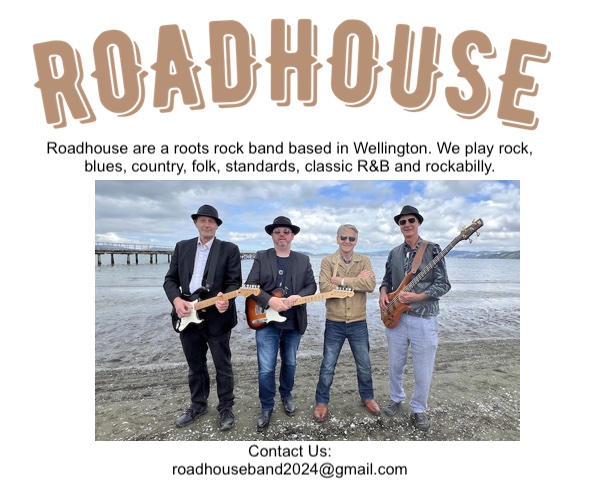 ROADHOUSE
Roadhouse are a roots rock band based in Wellington. We play rock,
blues, country, folk, standards, classic R&B and rockabilly.
Contact Us:
roadhouseband2024@gmail.com